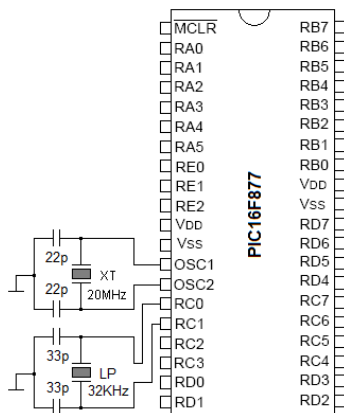 MCLR RB7
RA0 RB6
RA1 RB5
RA2 RB4
RA3 RB3
RA4 RB2
RA5 RB1
RE0 RB0
RE1 VDD
RE2 VSS
VDD RD7
VSS RD6
OSC1 RD5
OSC2 RD4
RC0 RC7
RC1 RC6
RC2 RC5
RC3 RC4
RD0 RD3
RD1 RD2
PIC16F877
22p
XT
22p
20MHz
33p
LP
33p
32KHz